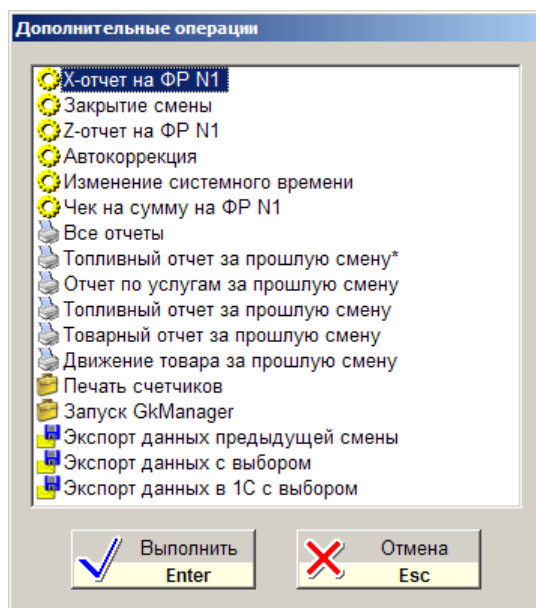 Дополнительные операции
X-отчет на ФР N1
Закрытие смены
Z-отчет на ФР N1
Автокоррекция
Изменение системного времени
Чек на сумму на ФР N1
Все отчеты
Топливный отчет за прошлую смену*
Отчет по услугам за прошлую смену
Топливный отчет за прошлую смену
Товарный отчет за прошлую смену
Движение товара за прошлую смену
Печать счетчиков
Запуск GkManager
Экспорт данных предыдущей смены
Экспорт данных с выбором
Экспорт данных в 1С с выбором
Выполнить Отмена
Enter Esc